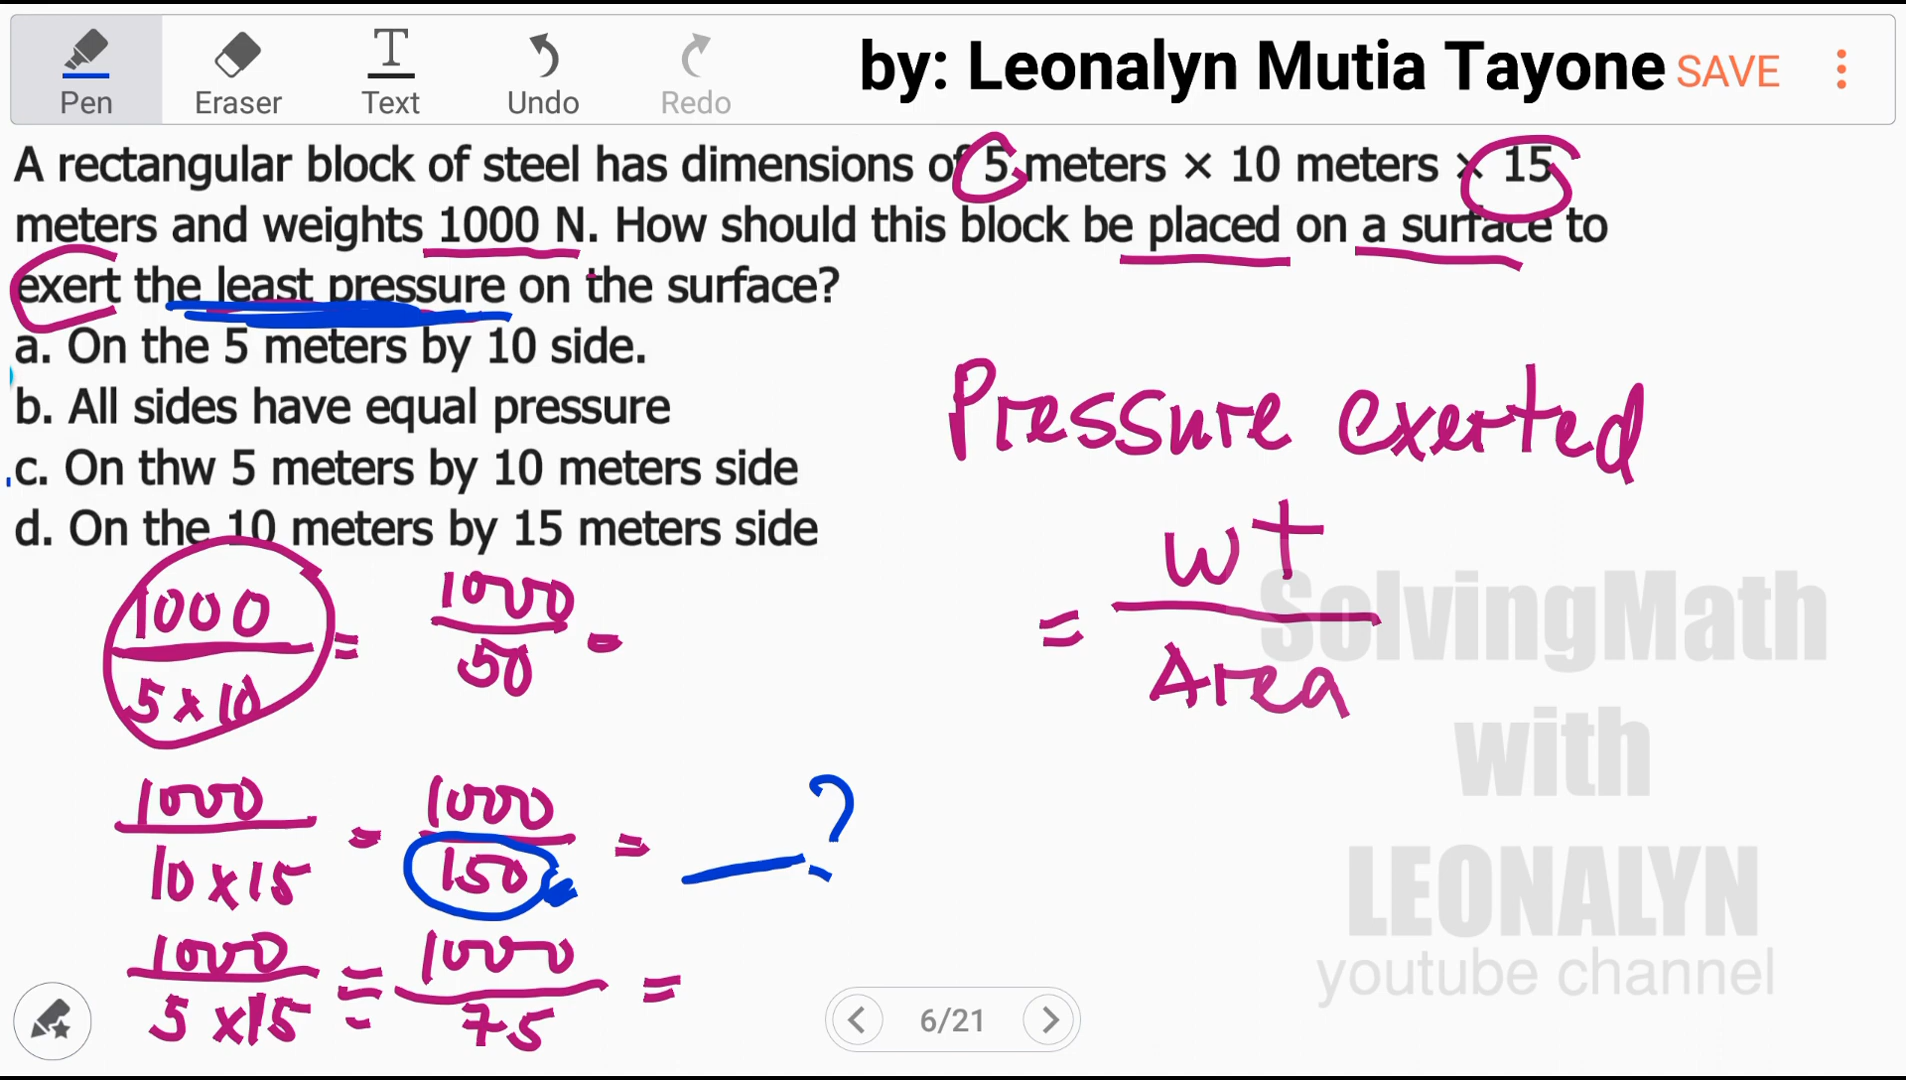 Pen
Eraser
Text
Undo
Redo
by: Leonalyn Mutia Tayone
SAVE
A rectangular block of steel has dimensions of 5 meters × 10 meters × 15
meters and weights 1000 N. How should this block be placed on a surface to
exert the least pressure on the surface?
a. On the 5 meters by 10 side.
b. All sides have equal pressure
c. On thw 5 meters by 10 meters side
d. On the 10 meters by 15 meters side
Pressure exerted
= wt
Area
1000 = 1000 =
5 x 10 50
1000 = 1000 = ?
10 x 15 150
1000 = 1000 =
5 x 15 75
SolvingMath
with
LEONALYN
youtube channel
6/21